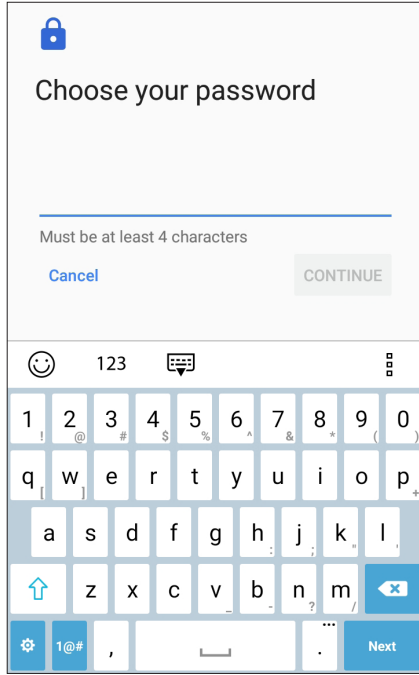 Choose your password
Must be at least 4 characters
Cancel CONTINUE
123
1 ! 2 @ 3 # 4 $ 5 % 6 ^ 7 & 8 * 9 ( 0 )
q [ w ] e r t y u i o p +
a s d f g h : j ; k " l '
z x c v _ b - n ? m /
1@# , . ... Next